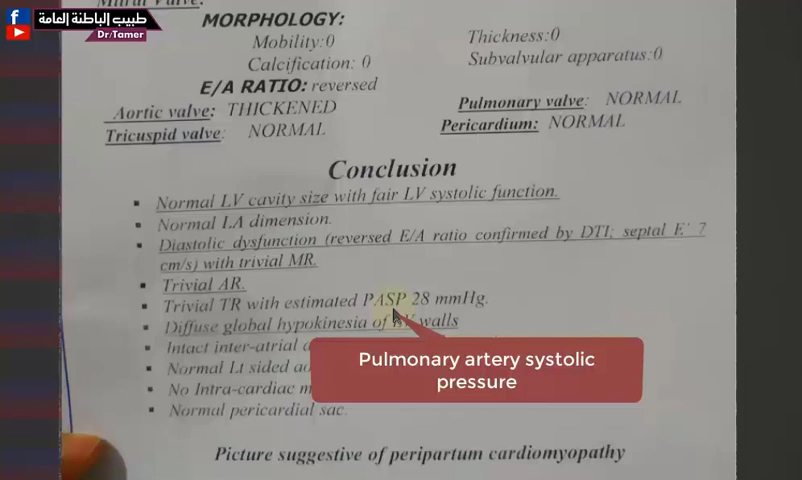 طبيب الباطنة العامة
Dr/Tamer
Mitral Valve:
MORPHOLOGY:
Mobility:0
Thickness:0
Calcification: 0
Subvalvular apparatus:0
E/A RATIO: reversed
Aortic valve: THICKENED
Pulmonary valve: NORMAL
Tricuspid valve: NORMAL
Pericardium: NORMAL
Conclusion
Normal LV cavity size with fair LV systolic function.
Normal LA dimension.
Diastolic dysfunction (reversed E/A ratio confirmed by DTI; septal E` 7
cm/s) with trivial MR.
Trivial AR.
Trivial TR with estimated PASP 28 mmHg.
Diffuse global hypokinesia of LV walls
Intact inter-atrial
Pulmonary artery systolic
pressure
Normal Lt sided
No Intra-cardiac
Normal pericardial sac.
Picture suggestive of peripartum cardiomyopathy